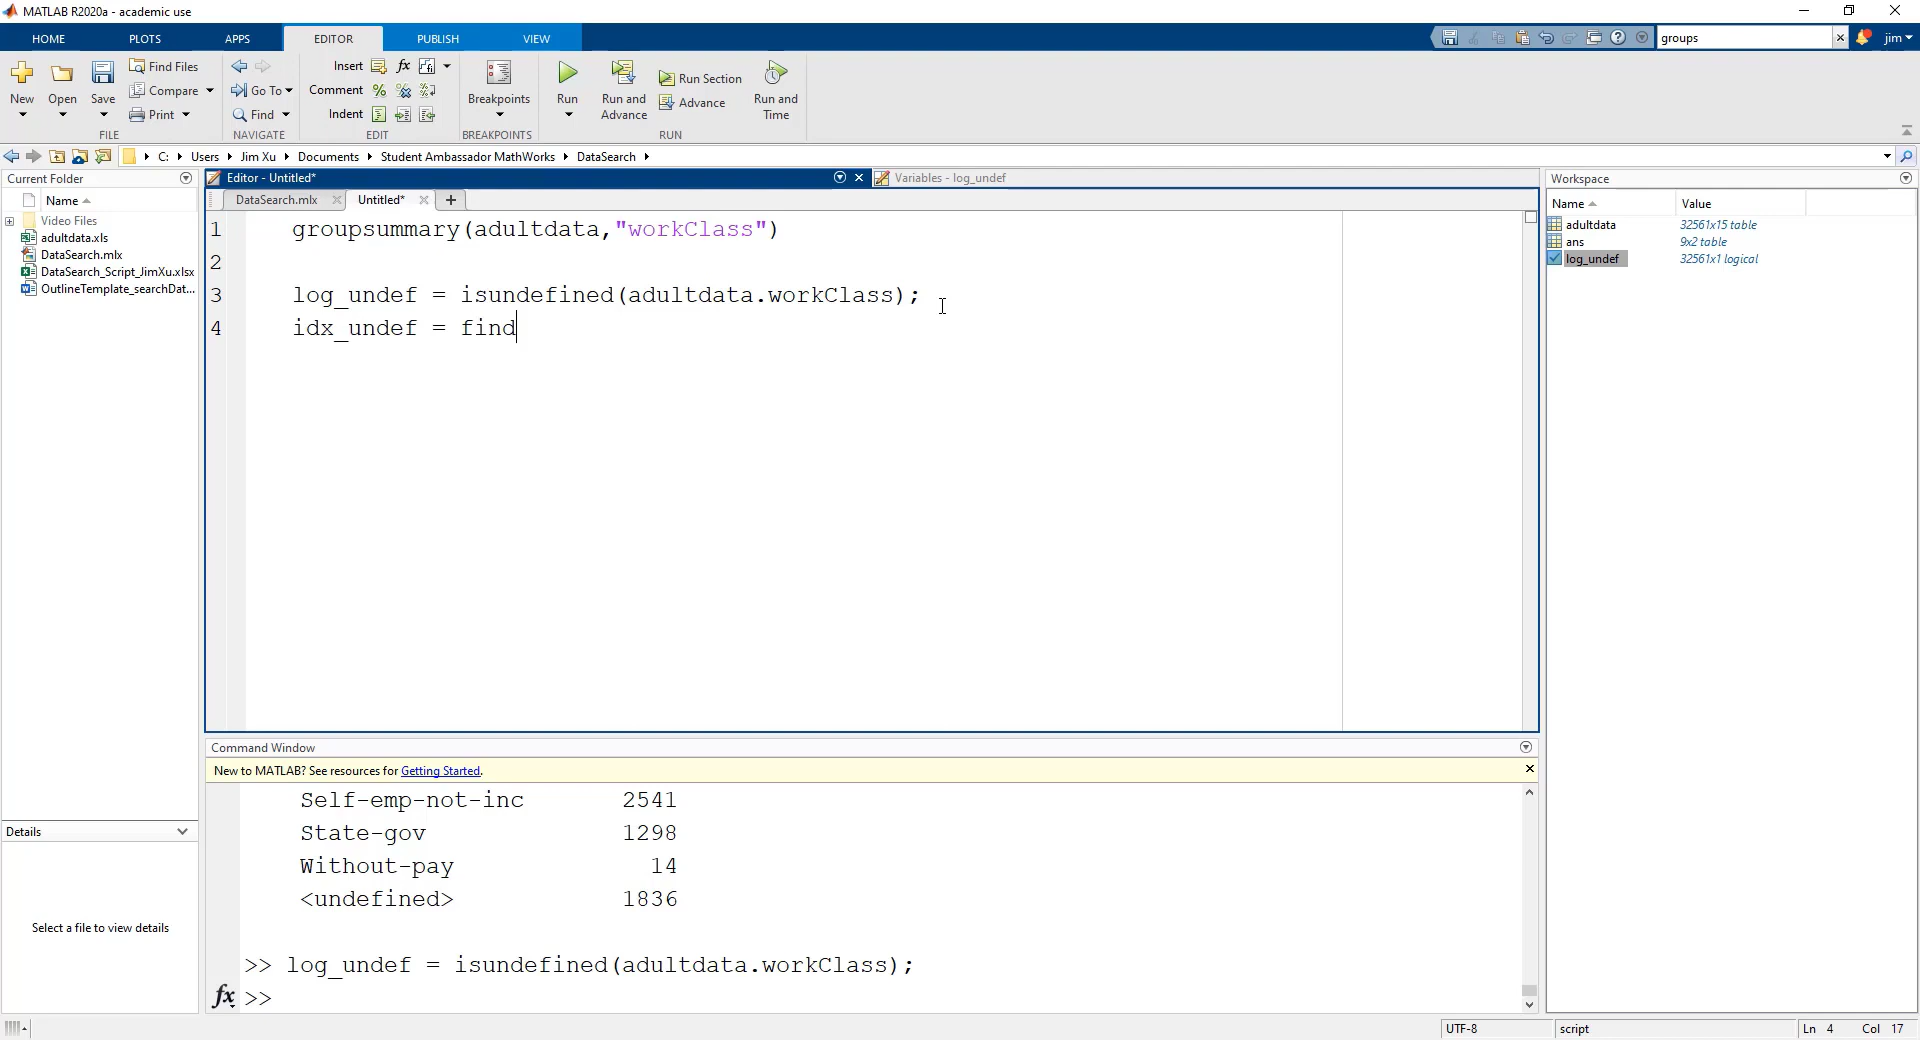 MATLAB R2020a - academic use
HOME PLOTS APPS EDITOR PUBLISH VIEW groups jim
New Open Save Find Files Compare Print
FILE
Go To Find
NAVIGATE
Insert fx
Comment %
Indent
EDIT
Breakpoints
BREAKPOINTS
Run Run and Advance Run Section Advance Run and Time
RUN
C: Users Jim Xu Documents Student Ambassador MathWorks DataSearch
Current Folder
Name
Video Files
adultdata.xls
DataSearch.mlx
DataSearch_Script_JimXu.xlsx
OutlineTemplate_searchDat...
Details
Select a file to view details
Editor - Untitled*
Variables - log_undef
DataSearch.mlx Untitled*
1 groupsummary(adultdata,"workClass")
2
3 log_undef = isundefined(adultdata.workClass);
4 idx_undef = find
Command Window
New to MATLAB? See resources for Getting Started.
Self-emp-not-inc 2541
State-gov 1298
Without-pay 14
<undefined> 1836
>> log_undef = isundefined(adultdata.workClass);
fx >>
Workspace
Name Value
adultdata 32561x15 table
ans 9x2 table
log_undef 32561x1 logical
UTF-8 script Ln 4 Col 17